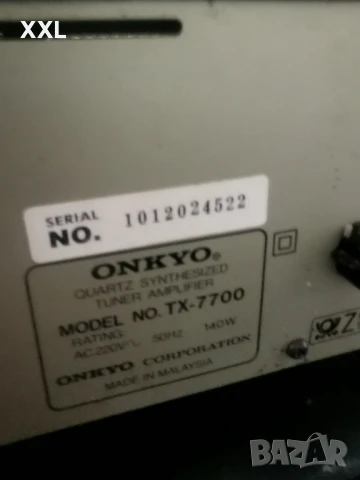 XXL
SERIAL
NO. 1012024522
ONKYO®
QUARTZ SYNTHESIZED
TUNER AMPLIFIER
MODEL NO. TX-7700
RATING:
AC:220V~ 50HZ 140W
ONKYO CORPORATION
MADE IN MALAYSIA
Z
BAZAR